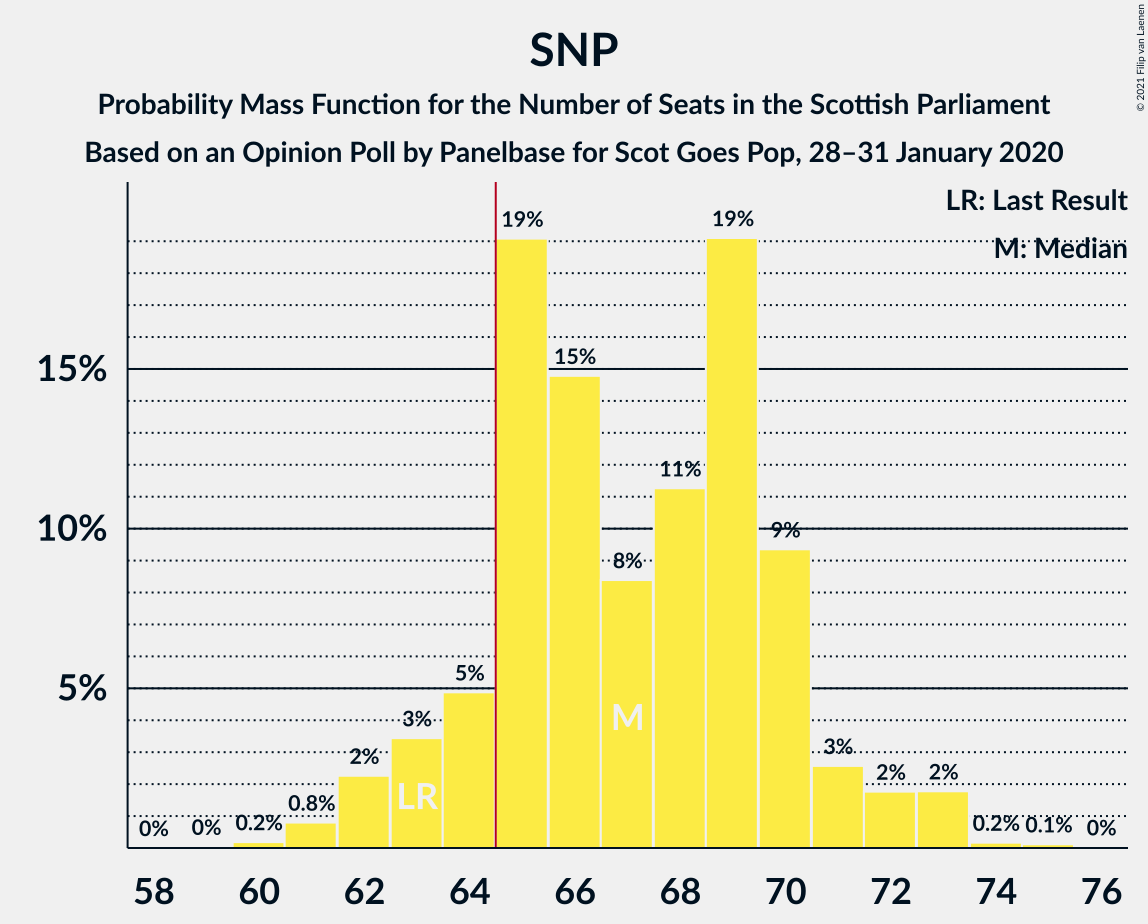 © 2021 Filip van Laenen
SNP
Probability Mass Function for the Number of Seats in the Scottish Parliament
Based on an Opinion Poll by Panelbase for Scot Goes Pop, 28–31 January 2020
LR: Last Result
M: Median
15%
10%
5%
0% 0% 0.2% 0.8% 2% 3% 5% 19% 15% 8% 11% 19% 9% 3% 2% 2% 0.2% 0.1% 0%
LR
M
58 60 62 64 66 68 70 72 74 76